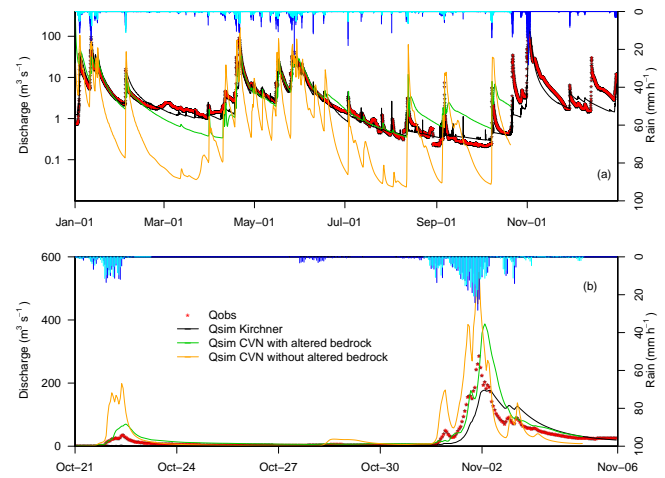 100
10
1
0.1
Discharge (m³ s⁻¹)
0
20
40
60
80
100
Rain (mm h⁻¹)
(a)
Jan−01
Mar−01
May−01
Jul−01
Sep−01
Nov−01
600
400
200
0
Discharge (m³ s⁻¹)
0
20
40
60
80
100
Rain (mm h⁻¹)
(b)
Qobs
Qsim Kirchner
Qsim CVN with altered bedrock
Qsim CVN without altered bedrock
Oct−21
Oct−24
Oct−27
Oct−30
Nov−02
Nov−06